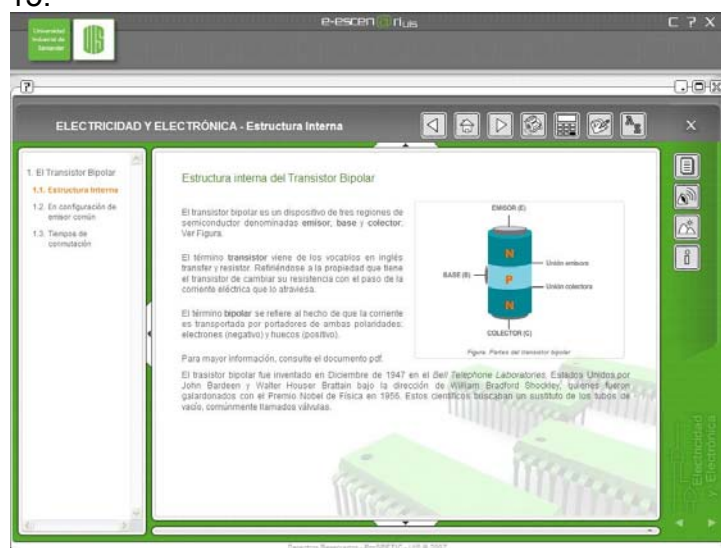 e-escen@riuis
Universidad
Industrial de
Santander
UIS
ELECTRICIDAD Y ELECTRÓNICA - Estructura Interna
1. El Transistor Bipolar
1.1. Estructura Interna
1.2. En configuración de
emisor común
1.3. Tiempos de
conmutación
Estructura interna del Transistor Bipolar
El transistor bipolar es un dispositivo de tres regiones de
semiconductor denominadas emisor, base y colector.
Ver Figura.
El término transistor viene de los vocablos en inglés
transfer y resistor. Refiriéndose a la propiedad que tiene
el transistor de cambiar su resistencia con el paso de la
corriente eléctrica que lo atraviesa.
El término bipolar se refiere al hecho de que la corriente
es transportada por portadores de ambas polaridades:
electrones (negativo) y huecos (positivo).
Para mayor información, consulte el documento pdf.
EMISOR (E)
N
Unión emisora
BASE (B)
P
Unión colectora
N
COLECTOR (C)
Figura. Partes del transistor bipolar
El trasistor bipolar fue inventado en Diciembre de 1947 en el Bell Telephone Laboratories, Estados Unidos por
John Bardeen y Walter Houser Brattain bajo la dirección de William Bradford Shockley, quienes fueron
galardonados con el Premio Nobel de Física en 1956. Estos científicos buscaban un sustituto de los tubos de
vacío, comúnmente llamados válvulas.
Electricidad
y Electrónica